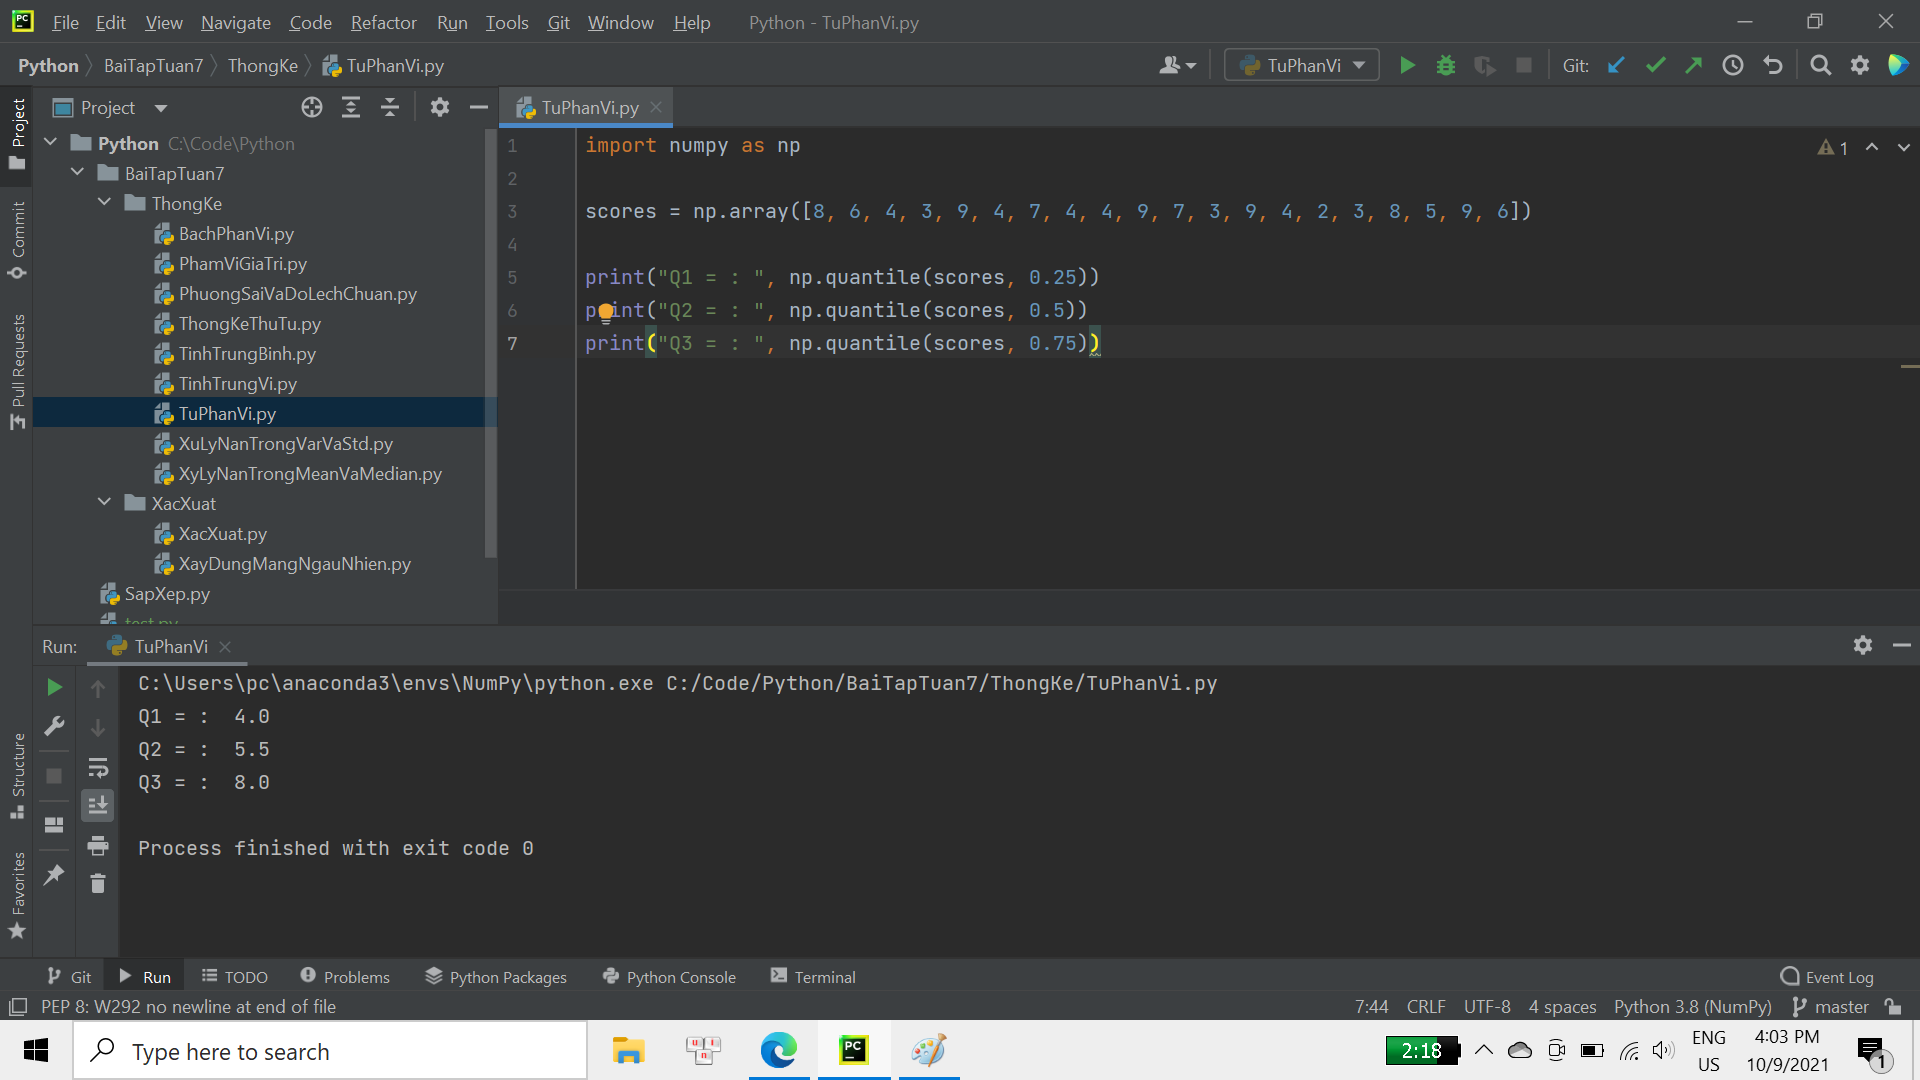 File Edit View Navigate Code Refactor Run Tools Git Window Help Python - TuPhanVi.py
Python BaiTapTuan7 ThongKe TuPhanVi.py TuPhanVi Git:
Project TuPhanVi.py
Project
Commit
Pull Requests
Python C:\Code\Python
BaiTapTuan7
ThongKe
BachPhanVi.py
PhamViGiaTri.py
PhuongSaiVaDoLechChuan.py
ThongKeThuTu.py
TinhTrungBinh.py
TinhTrungVi.py
TuPhanVi.py
XuLyNanTrongVarVaStd.py
XyLyNanTrongMeanVaMedian.py
XacXuat
XacXuat.py
XayDungMangNgauNhien.py
SapXep.py
test.py
1 import numpy as np
1
2
3 scores = np.array([8, 6, 4, 3, 9, 4, 7, 4, 4, 9, 7, 3, 9, 4, 2, 3, 8, 5, 9, 6])
4
5 print("Q1 = : ", np.quantile(scores, 0.25))
6 print("Q2 = : ", np.quantile(scores, 0.5))
7 print("Q3 = : ", np.quantile(scores, 0.75))
Run: TuPhanVi
Structure
Favorites
C:\Users\pc\anaconda3\envs\NumPy\python.exe C:/Code/Python/BaiTapTuan7/ThongKe/TuPhanVi.py
Q1 = :  4.0
Q2 = :  5.5
Q3 = :  8.0
Process finished with exit code 0
Git Run TODO Problems Python Packages Python Console Terminal Event Log
PEP 8: W292 no newline at end of file 7:44 CRLF UTF-8 4 spaces Python 3.8 (NumPy) master
Type here to search 2:18 ENG US 4:03 PM 10/9/2021 1